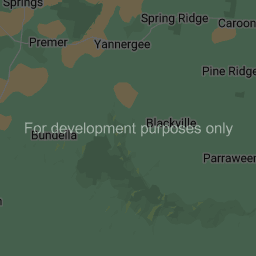 Springs
Spring Ridge
Caroon
Premer
Yannergee
Pine Ridge
Blackville
For development purposes only
Bundella
Parraween
n